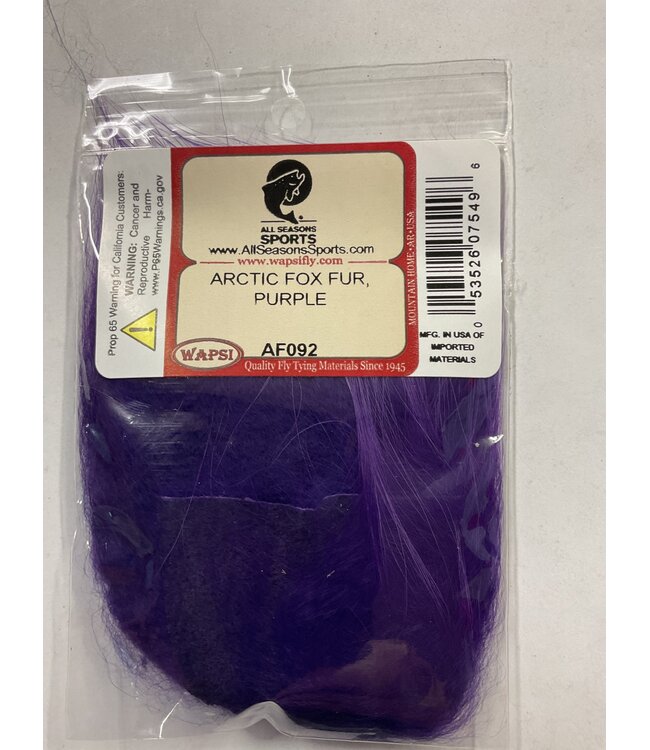 ALL SEASONS
SPORTS
www.AllSeasonsSports.com
www.wapsifly.com
ARCTIC FOX FUR,
PURPLE
WAPSI
AF092
Quality Fly Tying Materials Since 1945
Prop 65 Warning for California Customers:
WARNING: Cancer and
Reproductive Harm-
www.P65Warnings.ca.gov
MOUNTAIN HOME·AR·USA
0 53526 07549 6
MFG. IN USA OF
IMPORTED
MATERIALS